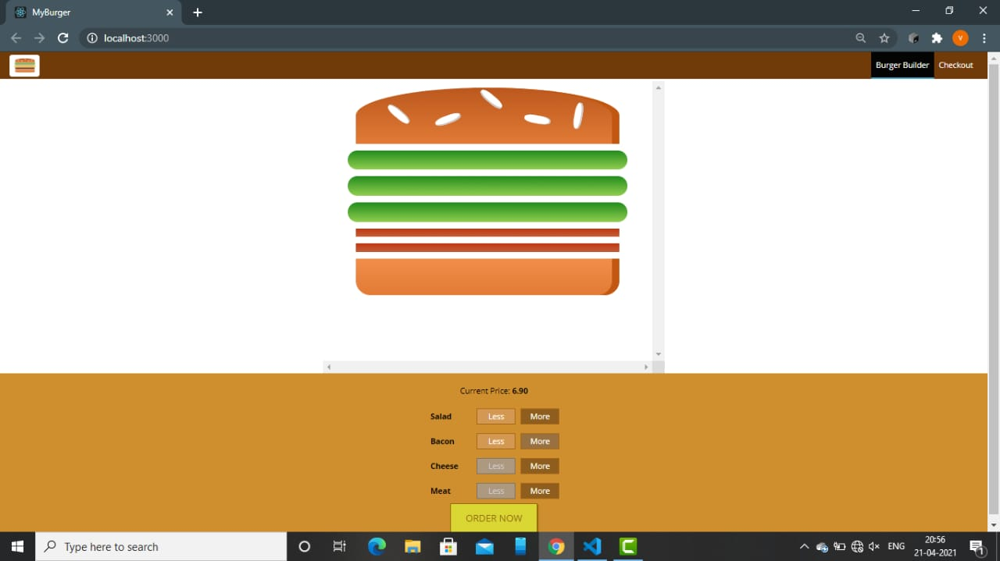 MyBurger
localhost:3000
V
Burger Builder Checkout
Current Price: 6.90
Salad Less More
Bacon Less More
Cheese Less More
Meat Less More
ORDER NOW
Type here to search
ENG
20:56
21-04-2021
1